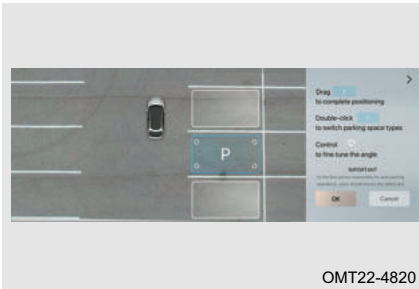 P
Drag
to complete positioning
Double-click
to switch parking space types
Control
to fine tune the angle
IMPORTANT
OK
Cancel
OMT22-4820